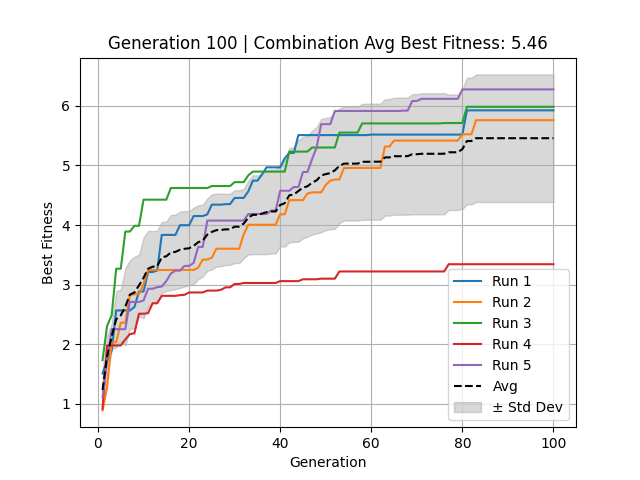 Generation 100 | Combination Avg Best Fitness: 5.46
6
5
4
3
2
1
Best Fitness
0
20
40
60
80
100
Generation
Run 1
Run 2
Run 3
Run 4
Run 5
Avg
± Std Dev